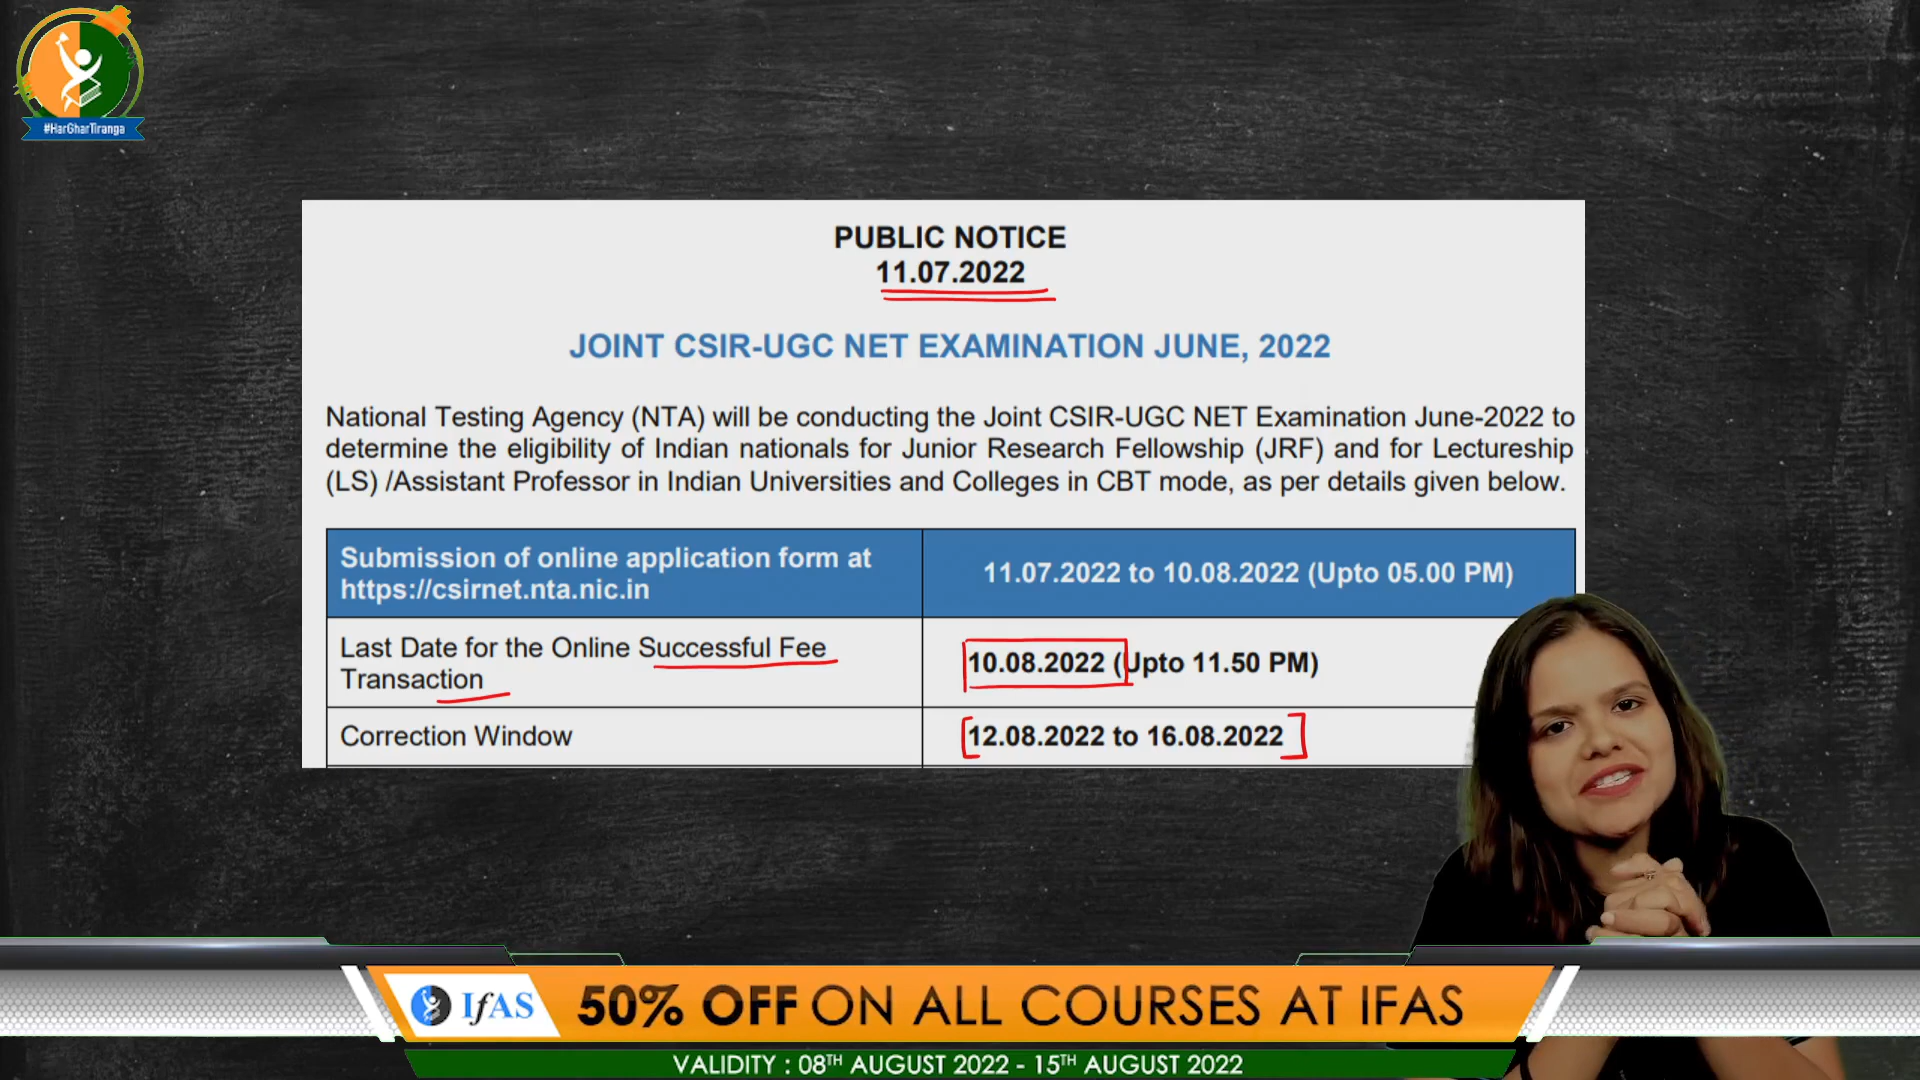 #HarGharTiranga
PUBLIC NOTICE
11.07.2022
JOINT CSIR-UGC NET EXAMINATION JUNE, 2022
National Testing Agency (NTA) will be conducting the Joint CSIR-UGC NET Examination June-2022 to
determine the eligibility of Indian nationals for Junior Research Fellowship (JRF) and for Lectureship
(LS) /Assistant Professor in Indian Universities and Colleges in CBT mode, as per details given below.
Submission of online application form at
https://csirnet.nta.nic.in
11.07.2022 to 10.08.2022 (Upto 05.00 PM)
Last Date for the Online Successful Fee
Transaction
10.08.2022 (Upto 11.50 PM)
Correction Window
12.08.2022 to 16.08.2022
IfAS
50% OFF ON ALL COURSES AT IFAS
VALIDITY : 08TH AUGUST 2022 - 15TH AUGUST 2022